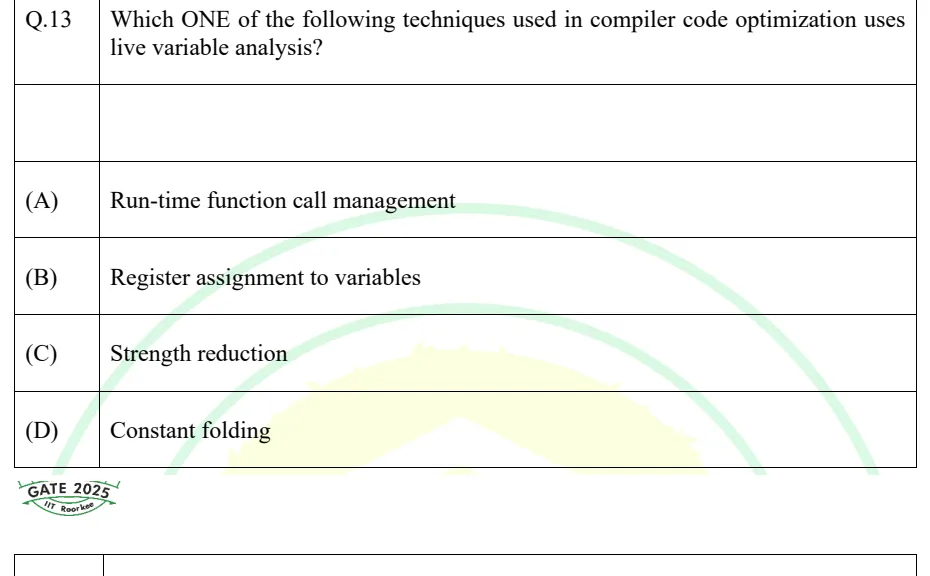 Q.13 Which ONE of the following techniques used in compiler code optimization uses
live variable analysis?
(A) Run-time function call management
(B) Register assignment to variables
(C) Strength reduction
(D) Constant folding
GATE 2025
IIT Roorkee